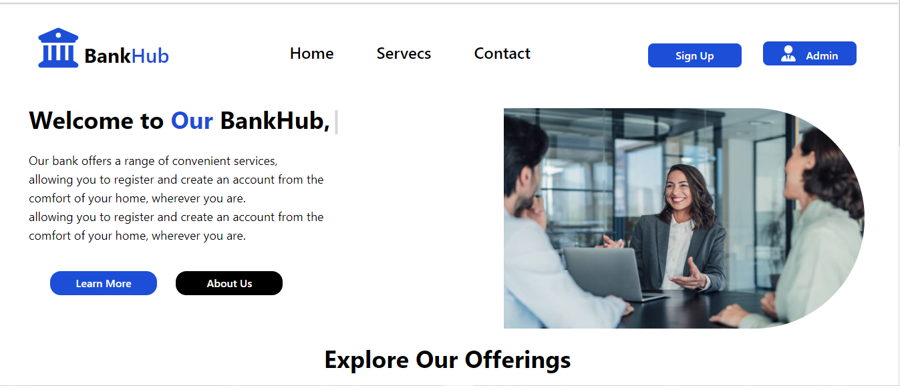 BankHub
Home
Servecs
Contact
Sign Up
Admin
Welcome to Our BankHub,
Our bank offers a range of convenient services,
allowing you to register and create an account from the
comfort of your home, wherever you are.
allowing you to register and create an account from the
comfort of your home, wherever you are.
Learn More
About Us
Explore Our Offerings